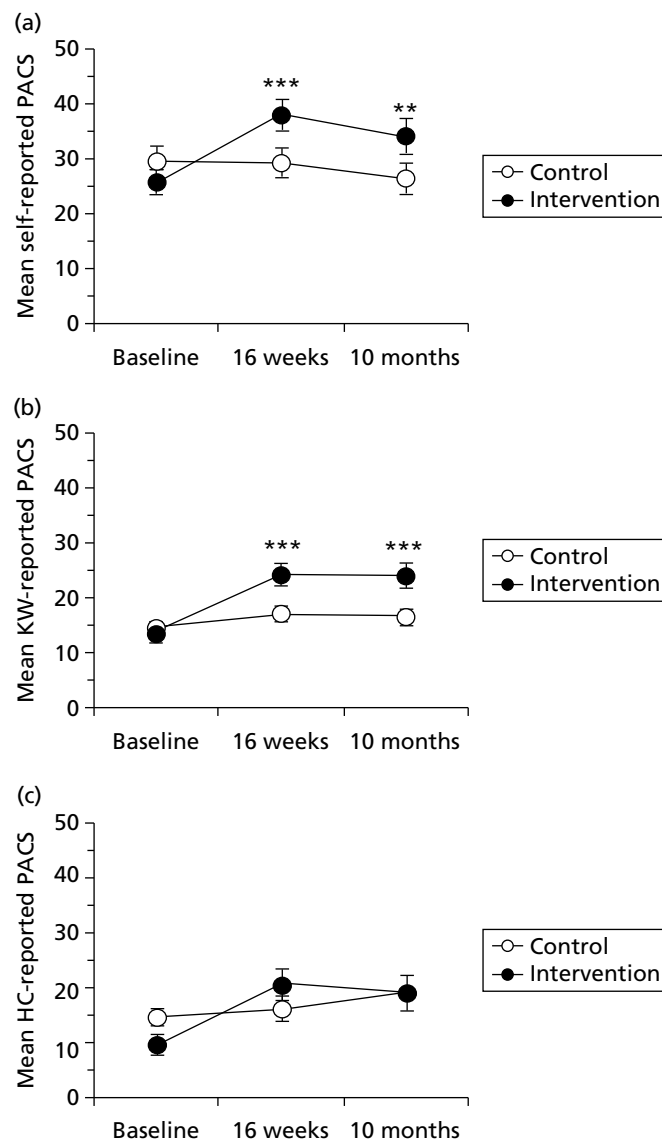 (a)
Mean self-reported PACS
50
40
30
20
10
0
***
**
Baseline 16 weeks 10 months
Control
Intervention
(b)
Mean KW-reported PACS
50
40
30
20
10
0
***
***
Baseline 16 weeks 10 months
Control
Intervention
(c)
Mean HC-reported PACS
50
40
30
20
10
0
Baseline 16 weeks 10 months
Control
Intervention